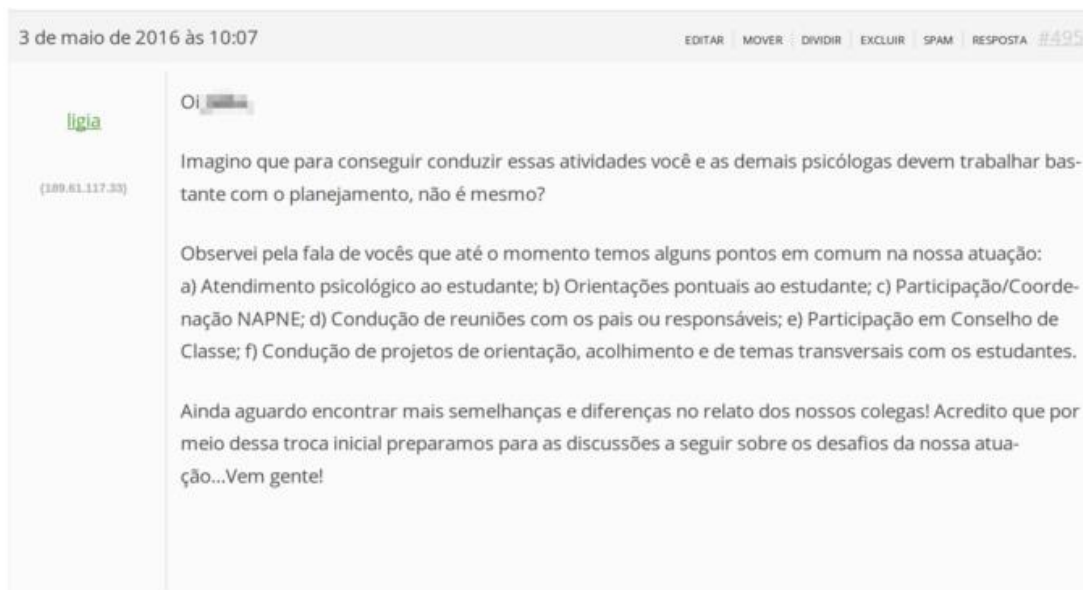 3 de maio de 2016 às 10:07
EDITAR MOVER DIVIDIR EXCLUIR SPAM RESPOSTA #495
ligia
(189.61.117.33)
Oi
Imagino que para conseguir conduzir essas atividades você e as demais psicólogas devem trabalhar bas-
tante com o planejamento, não é mesmo?
Observei pela fala de vocês que até o momento temos alguns pontos em comum na nossa atuação:
a) Atendimento psicológico ao estudante; b) Orientações pontuais ao estudante; c) Participação/Coorde-
nação NAPNE; d) Condução de reuniões com os pais ou responsáveis; e) Participação em Conselho de
Classe; f) Condução de projetos de orientação, acolhimento e de temas transversais com os estudantes.
Ainda aguardo encontrar mais semelhanças e diferenças no relato dos nossos colegas! Acredito que por
meio dessa troca inicial preparamos para as discussões a seguir sobre os desafios da nossa atua-
ção...Vem gente!